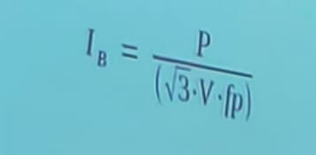 I_B = P / (√3·V·fp)